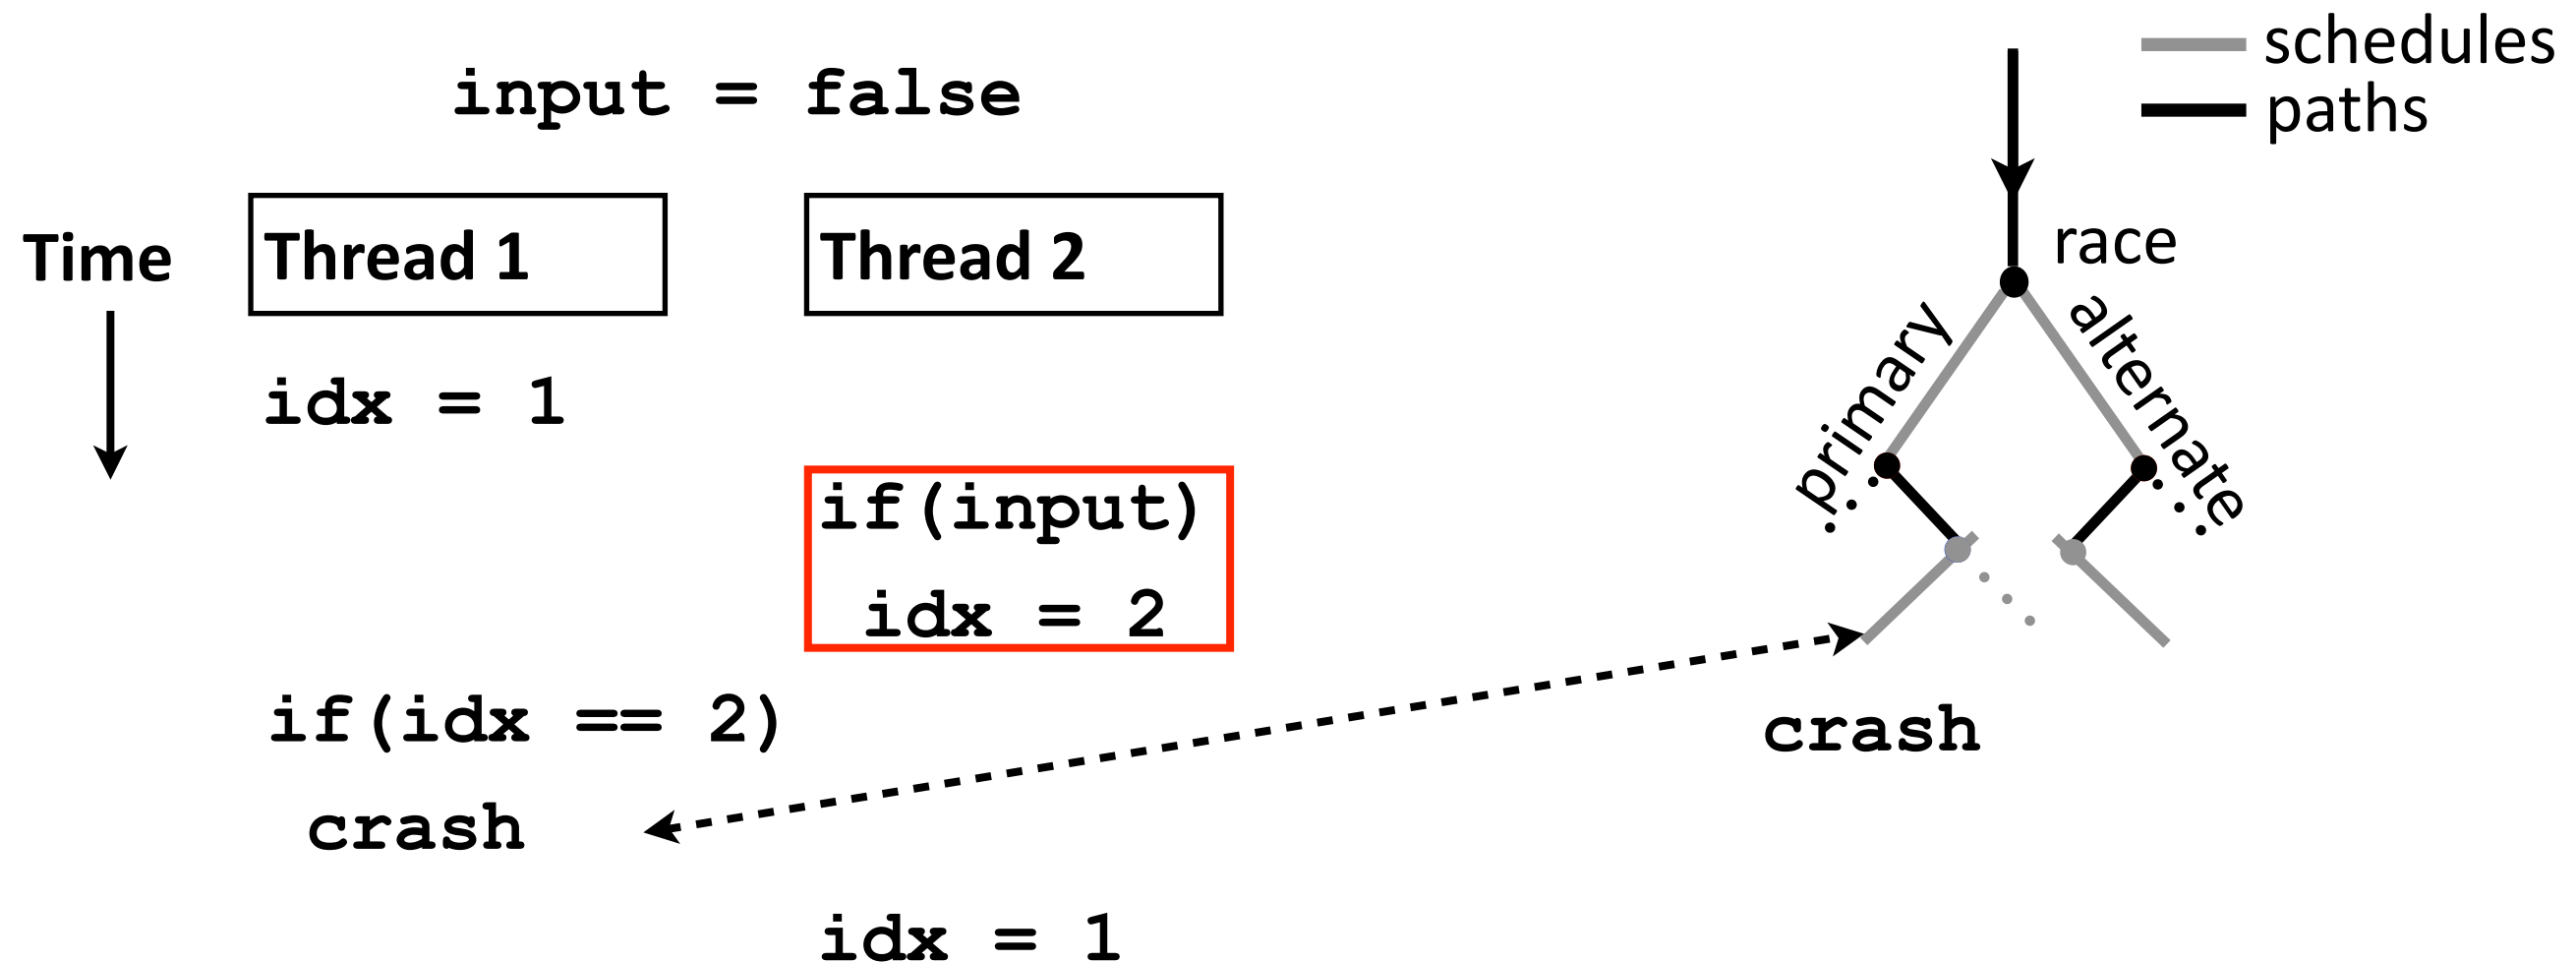 input = false
Time
Thread 1
Thread 2
idx = 1
if(input)
idx = 2
if(idx == 2)
crash
idx = 1
schedules
paths
race
primary
alternate
crash